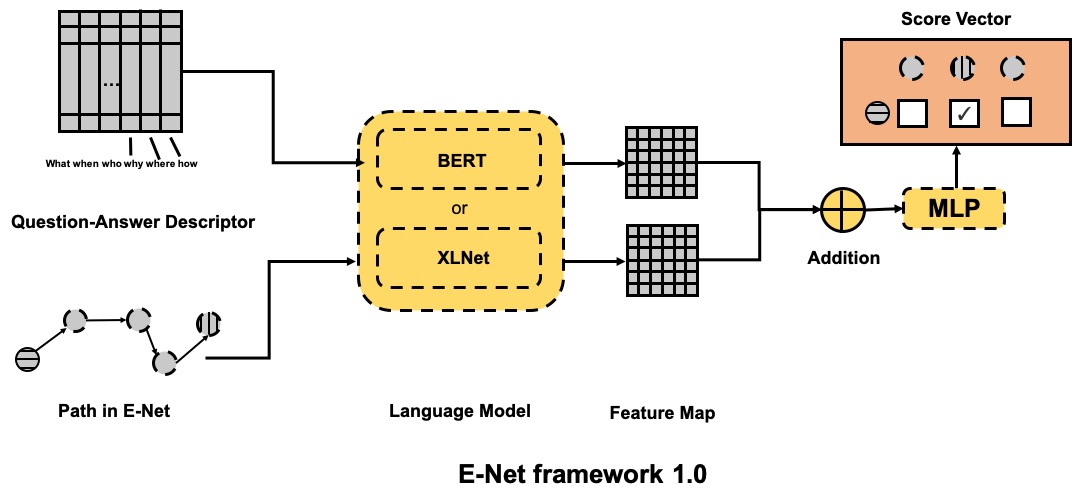 Score Vector
...
What when who why where how
BERT
✓
Question-Answer Descriptor
or
MLP
XLNet
Addition
Path in E-Net
Language Model
Feature Map
E-Net framework 1.0